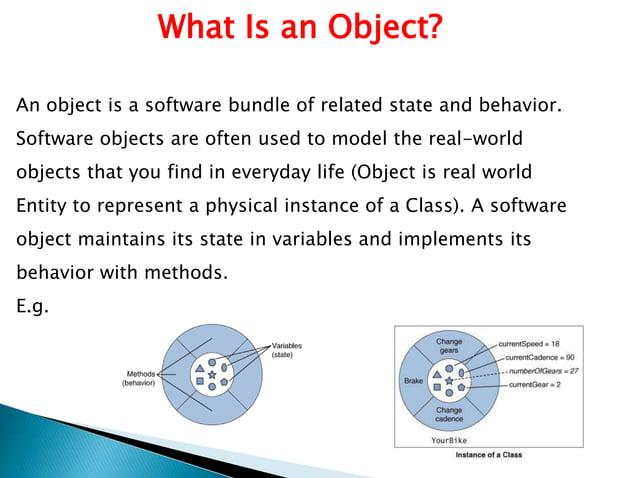 What Is an Object?
An object is a software bundle of related state and behavior.
Software objects are often used to model the real-world
objects that you find in everyday life (Object is real world
Entity to represent a physical instance of a Class). A software
object maintains its state in variables and implements its
behavior with methods.
E.g.
Variables
(state)
Methods
(behavior)
Change
gears
currentSpeed = 18
currentCadence = 90
numberOfGears = 27
currentGear = 2
Brake
Change
cadence
YourBike
Instance of a Class